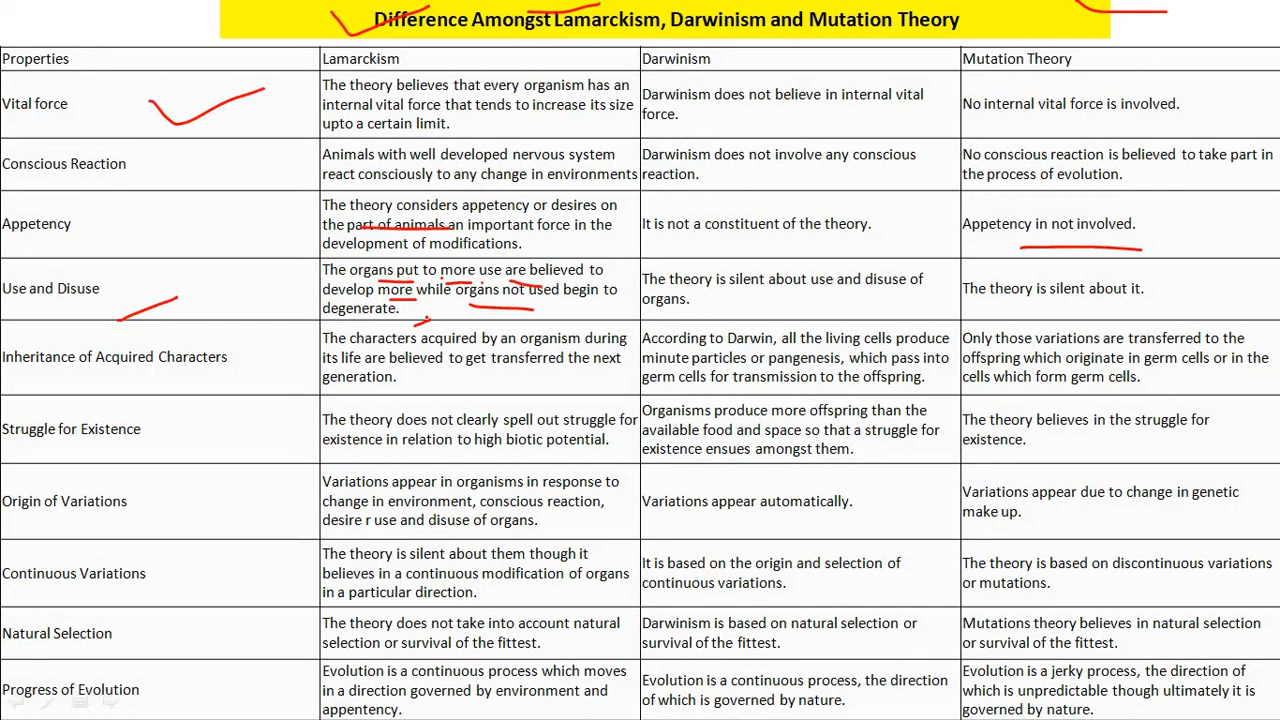 Difference Amongst Lamarckism, Darwinism and Mutation Theory
Properties
Lamarckism
Darwinism
Mutation Theory
Vital force
The theory believes that every organism has an
internal vital force that tends to increase its size
upto a certain limit.
Darwinism does not believe in internal vital
force.
No internal vital force is involved.
Conscious Reaction
Animals with well developed nervous system
react consciously to any change in environments
Darwinism does not involve any conscious
reaction.
No conscious reaction is believed to take part in
the process of evolution.
Appetency
The theory considers appetency or desires on
the part of animals an important force in the
development of modifications.
It is not a constituent of the theory.
Appetency in not involved.
Use and Disuse
The organs put to more use are believed to
develop more while organs not used begin to
degenerate.
The theory is silent about use and disuse of
organs.
The theory is silent about it.
Inheritance of Acquired Characters
The characters acquired by an organism during
its life are believed to get transferred the next
generation.
According to Darwin, all the living cells produce
minute particles or pangenesis, which pass into
germ cells for transmission to the offspring.
Only those variations are transferred to the
offspring which originate in germ cells or in the
cells which form germ cells.
Struggle for Existence
The theory does not clearly spell out struggle for
existence in relation to high biotic potential.
Organisms produce more offspring than the
available food and space so that a struggle for
existence ensues amongst them.
The theory believes in the struggle for
existence.
Origin of Variations
Variations appear in organisms in response to
change in environment, conscious reaction,
desire r use and disuse of organs.
Variations appear automatically.
Variations appear due to change in genetic
make up.
Continuous Variations
The theory is silent about them though it
believes in a continuous modification of organs
in a particular direction.
It is based on the origin and selection of
continuous variations.
The theory is based on discontinuous variations
or mutations.
Natural Selection
The theory does not take into account natural
selection or survival of the fittest.
Darwinism is based on natural selection or
survival of the fittest.
Mutations theory believes in natural selection
or survival of the fittest.
Progress of Evolution
Evolution is a continuous process which moves
in a direction governed by environment and
appentency.
Evolution is a continuous process, the direction
of which is governed by nature.
Evolution is a jerky process, the direction of
which is unpredictable though ultimately it is
governed by nature.